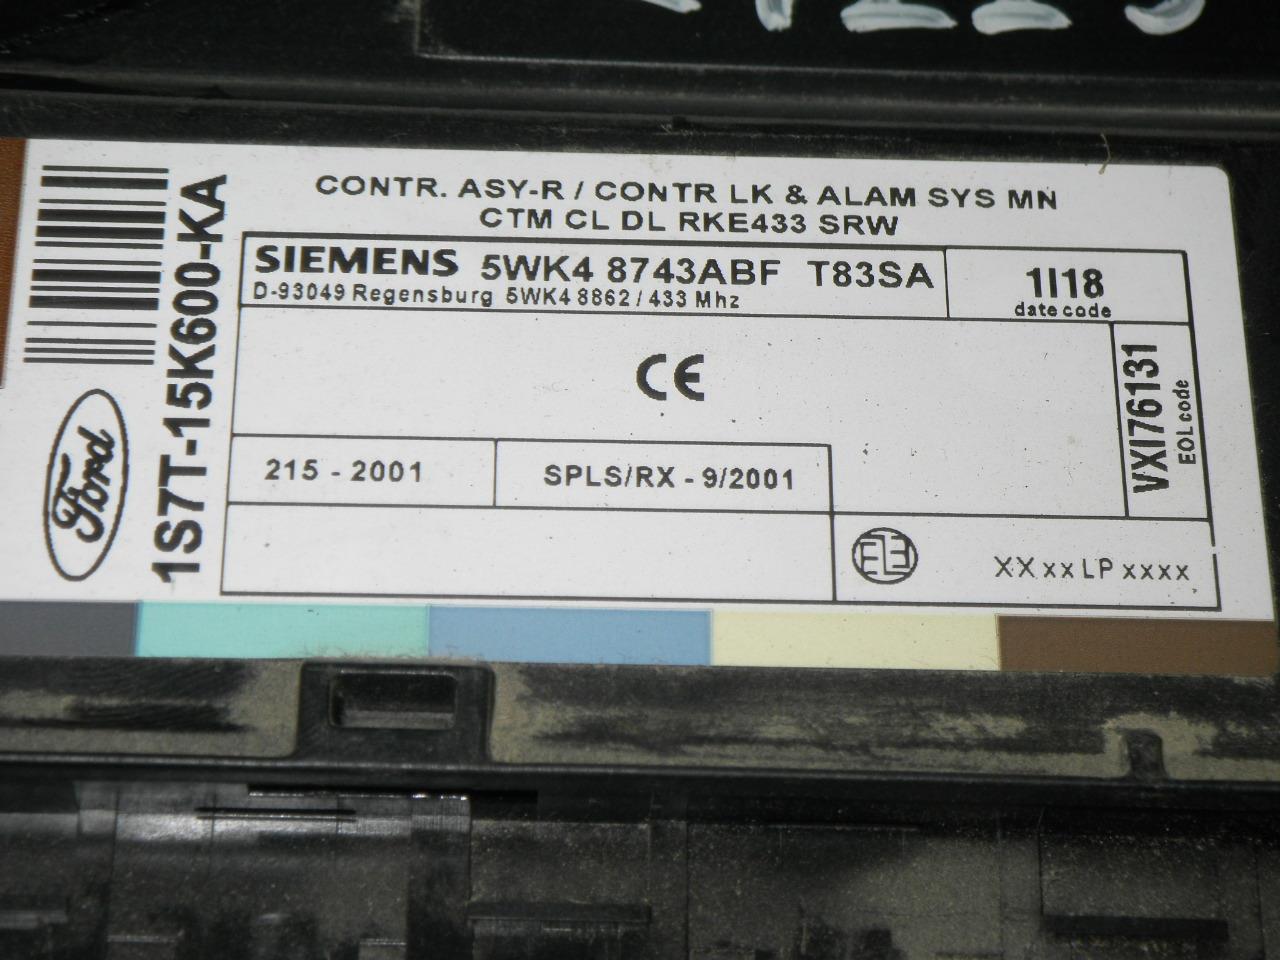 CONTR. ASY-R / CONTR LK & ALAM SYS MN
CTM CL DL RKE433 SRW
SIEMENS 5WK4 8743ABF T83SA
D-93049 Regensburg 5WK4 8862 / 433 Mhz
1I18
date code
CE
VXI76131
EOL code
215 - 2001
SPLS/RX - 9/2001
XX xx LP xxxx
Ford
1S7T-15K600-KA